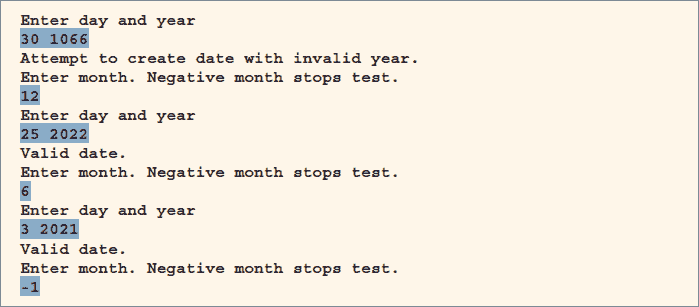 Enter day and year
30 1066
Attempt to create date with invalid year.
Enter month. Negative month stops test.
12
Enter day and year
25 2022
Valid date.
Enter month. Negative month stops test.
6
Enter day and year
3 2021
Valid date.
Enter month. Negative month stops test.
-1